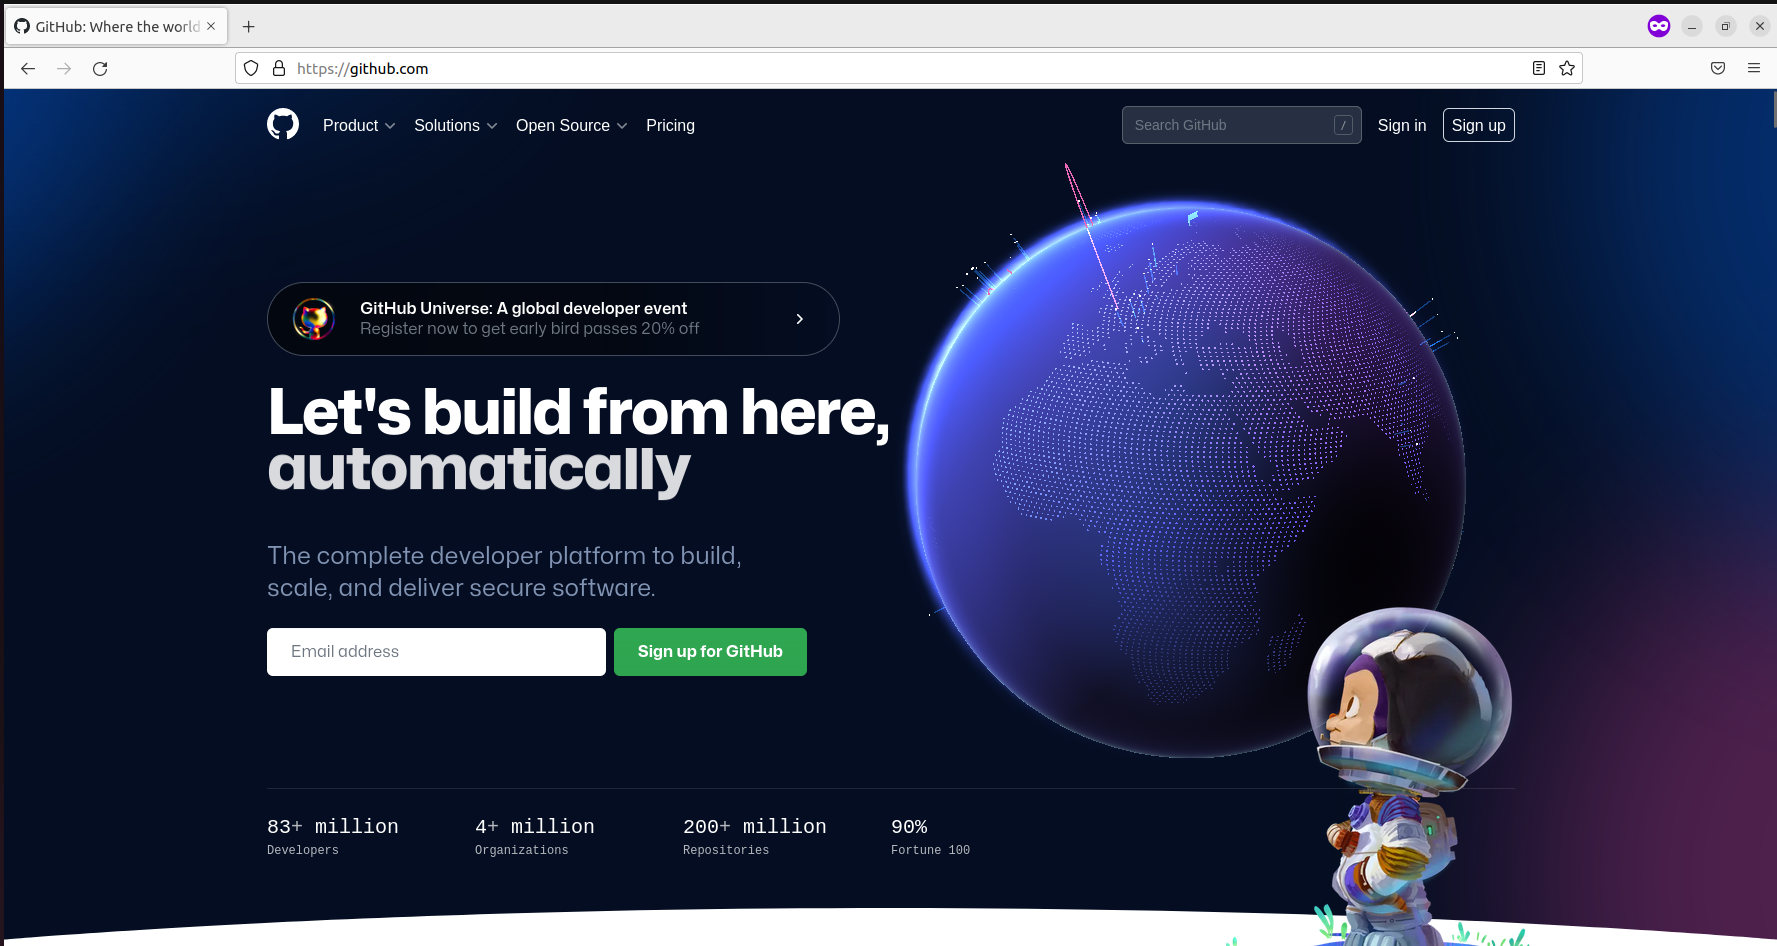 GitHub: Where the world
https://github.com
Product
Solutions
Open Source
Pricing
Search GitHub
/
Sign in
Sign up
GitHub Universe: A global developer event
Register now to get early bird passes 20% off
Let's build from here,
automatically
The complete developer platform to build,
scale, and deliver secure software.
Email address
Sign up for GitHub
83+ million
Developers
4+ million
Organizations
200+ million
Repositories
90%
Fortune 100